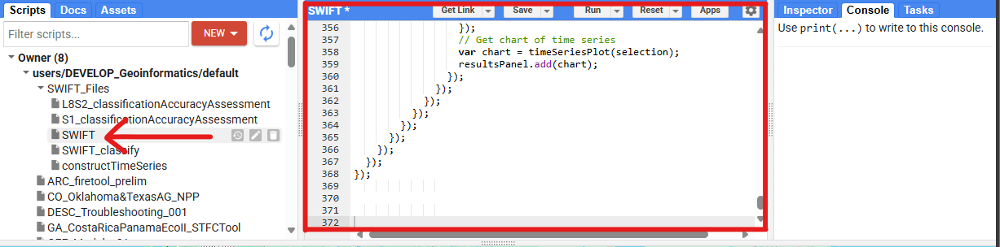 Scripts Docs Assets
Filter scripts...
NEW
Owner (8)
users/DEVELOP_Geoinformatics/default
SWIFT_Files
L8S2_classificationAccuracyAssessment
S1_classificationAccuracyAssessment
SWIFT
SWIFT_classify
constructTimeSeries
ARC_firetool_prelim
CO_Oklahoma&TexasAG_NPP
DESC_Troubleshooting_001
GA_CostaRicaPanamaEcoII_STFCTool
SWIFT * Get Link Save Run Reset Apps
356 });
357 // Get chart of time series
358 var chart = timeSeriesPlot(selection);
359 resultsPanel.add(chart);
360 });
361 });
362 });
363 });
364 });
365 });
366 });
367 });
368 });
369
370
371
372
Inspector Console Tasks
Use print(...) to write to this console.